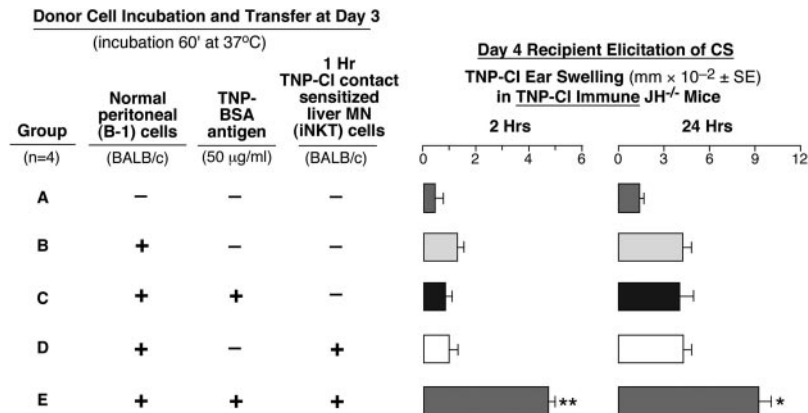 Donor Cell Incubation and Transfer at Day 3
(incubation 60' at 37°C)
Group
(n=4)
Normal
peritoneal
(B-1) cells
(BALB/c)
TNP-
BSA
antigen
(50 µg/ml)
1 Hr
TNP-Cl contact
sensitized
liver MN
(iNKT) cells
(BALB/c)
Day 4 Recipient Elicitation of CS
TNP-Cl Ear Swelling (mm × 10⁻² ± SE)
in TNP-Cl Immune JH⁻/⁻ Mice
2 Hrs
24 Hrs
0 1 2 3 4 5 6
0 3 6 9 12
A – – –
B + – –
C + + –
D + – +
E + + + ** *